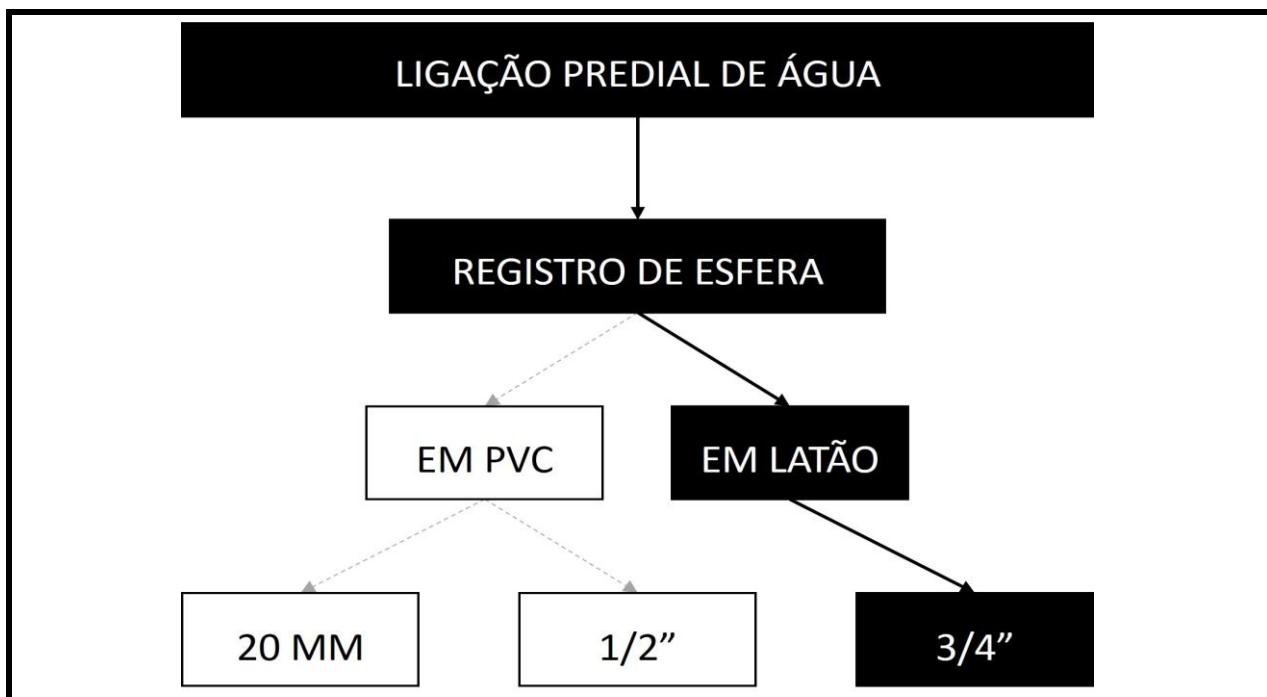 LIGAÇÃO PREDIAL DE ÁGUA
REGISTRO DE ESFERA
EM PVC
EM LATÃO
20 MM
1/2”
3/4”